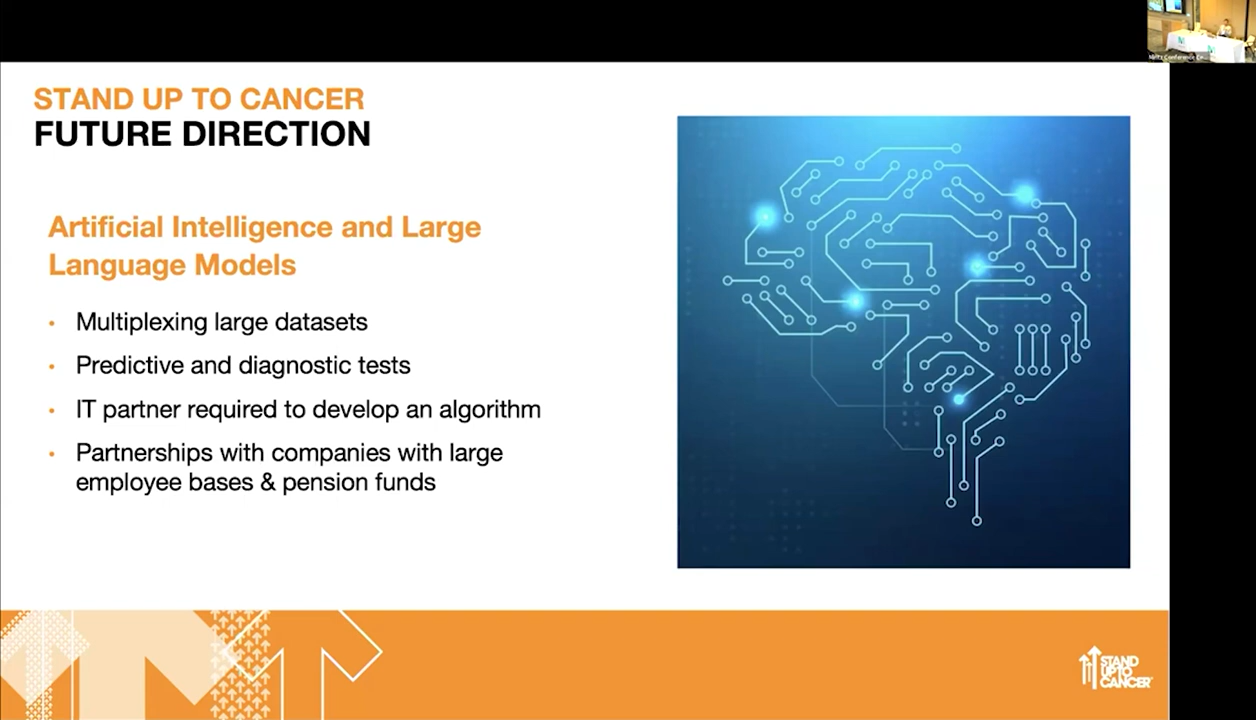 STAND UP TO CANCER
FUTURE DIRECTION
Artificial Intelligence and Large
Language Models
• Multiplexing large datasets
• Predictive and diagnostic tests
• IT partner required to develop an algorithm
• Partnerships with companies with large
employee bases & pension funds
STAND
UP TO
CANCER